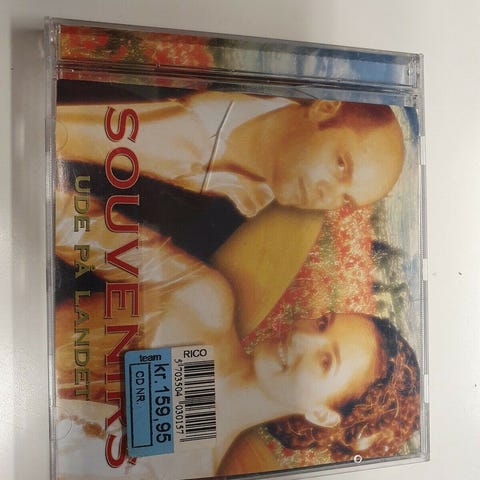 SOUVENIRS
UDE PÅ LANDET
team
kr. 159,95
CD NR.
RICO
5 703504 030157